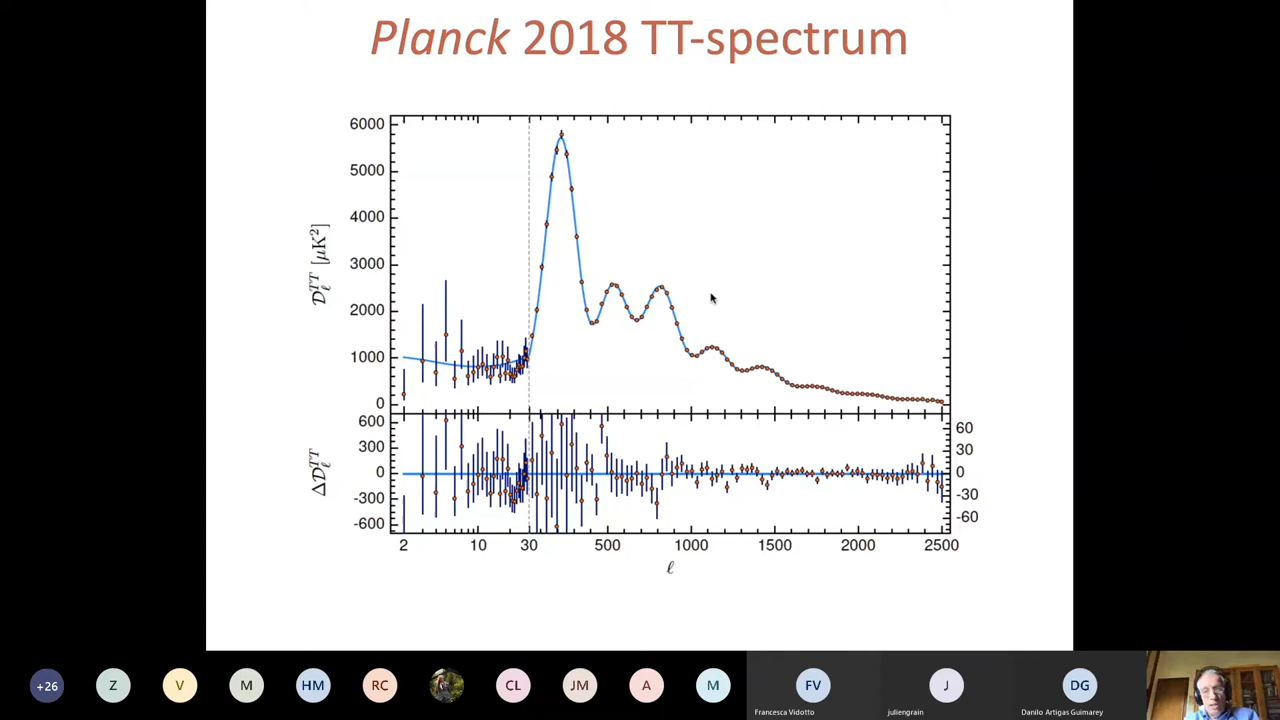 Planck 2018 TT-spectrum
6000
5000
4000
3000
2000
1000
0
𝒟ℓTT [μK²]
600
300
0
-300
-600
Δ𝒟ℓTT
60
30
0
-30
-60
2 10 30 500 1000 1500 2000 2500
ℓ
+26 Z V M HM RC CL JM A M FV J DG
Francesca Vidotto juliengrain Danilo Artigas Guimarey